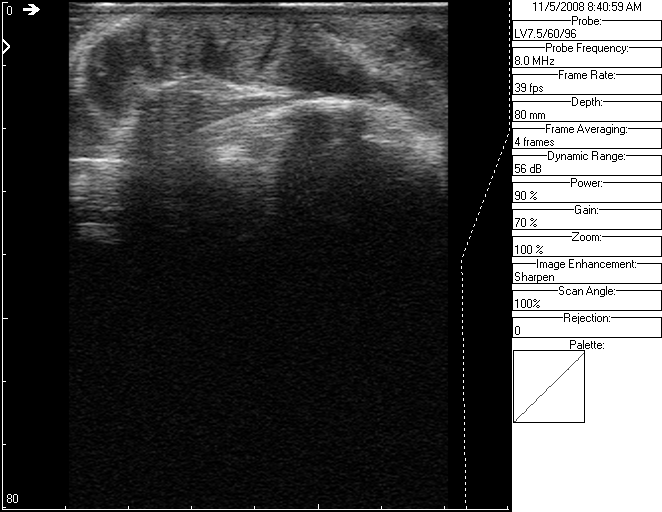 0
80
11/5/2008 8:40:59 AM
Probe:
LV7.5/60/96
Probe Frequency:
8.0 MHz
Frame Rate:
39 fps
Depth:
80 mm
Frame Averaging:
4 frames
Dynamic Range:
56 dB
Power:
90 %
Gain:
70 %
Zoom:
100 %
Image Enhancement:
Sharpen
Scan Angle:
100%
Rejection:
0
Palette: